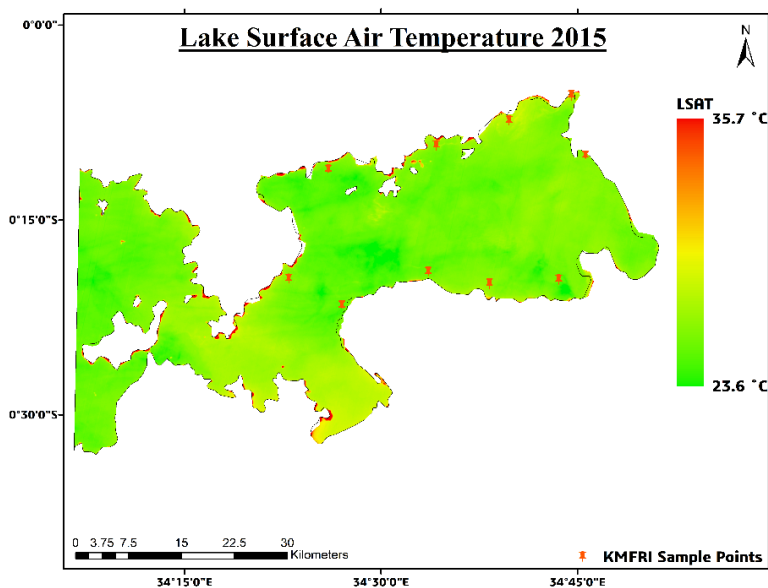 0°0'0"
Lake Surface Air Temperature 2015
N
LSAT
35.7 °C
0°15'0"S
23.6 °C
0°30'0"S
0 3.75 7.5 15 22.5 30
Kilometers
KMFRI Sample Points
34°15'0"E 34°30'0"E 34°45'0"E